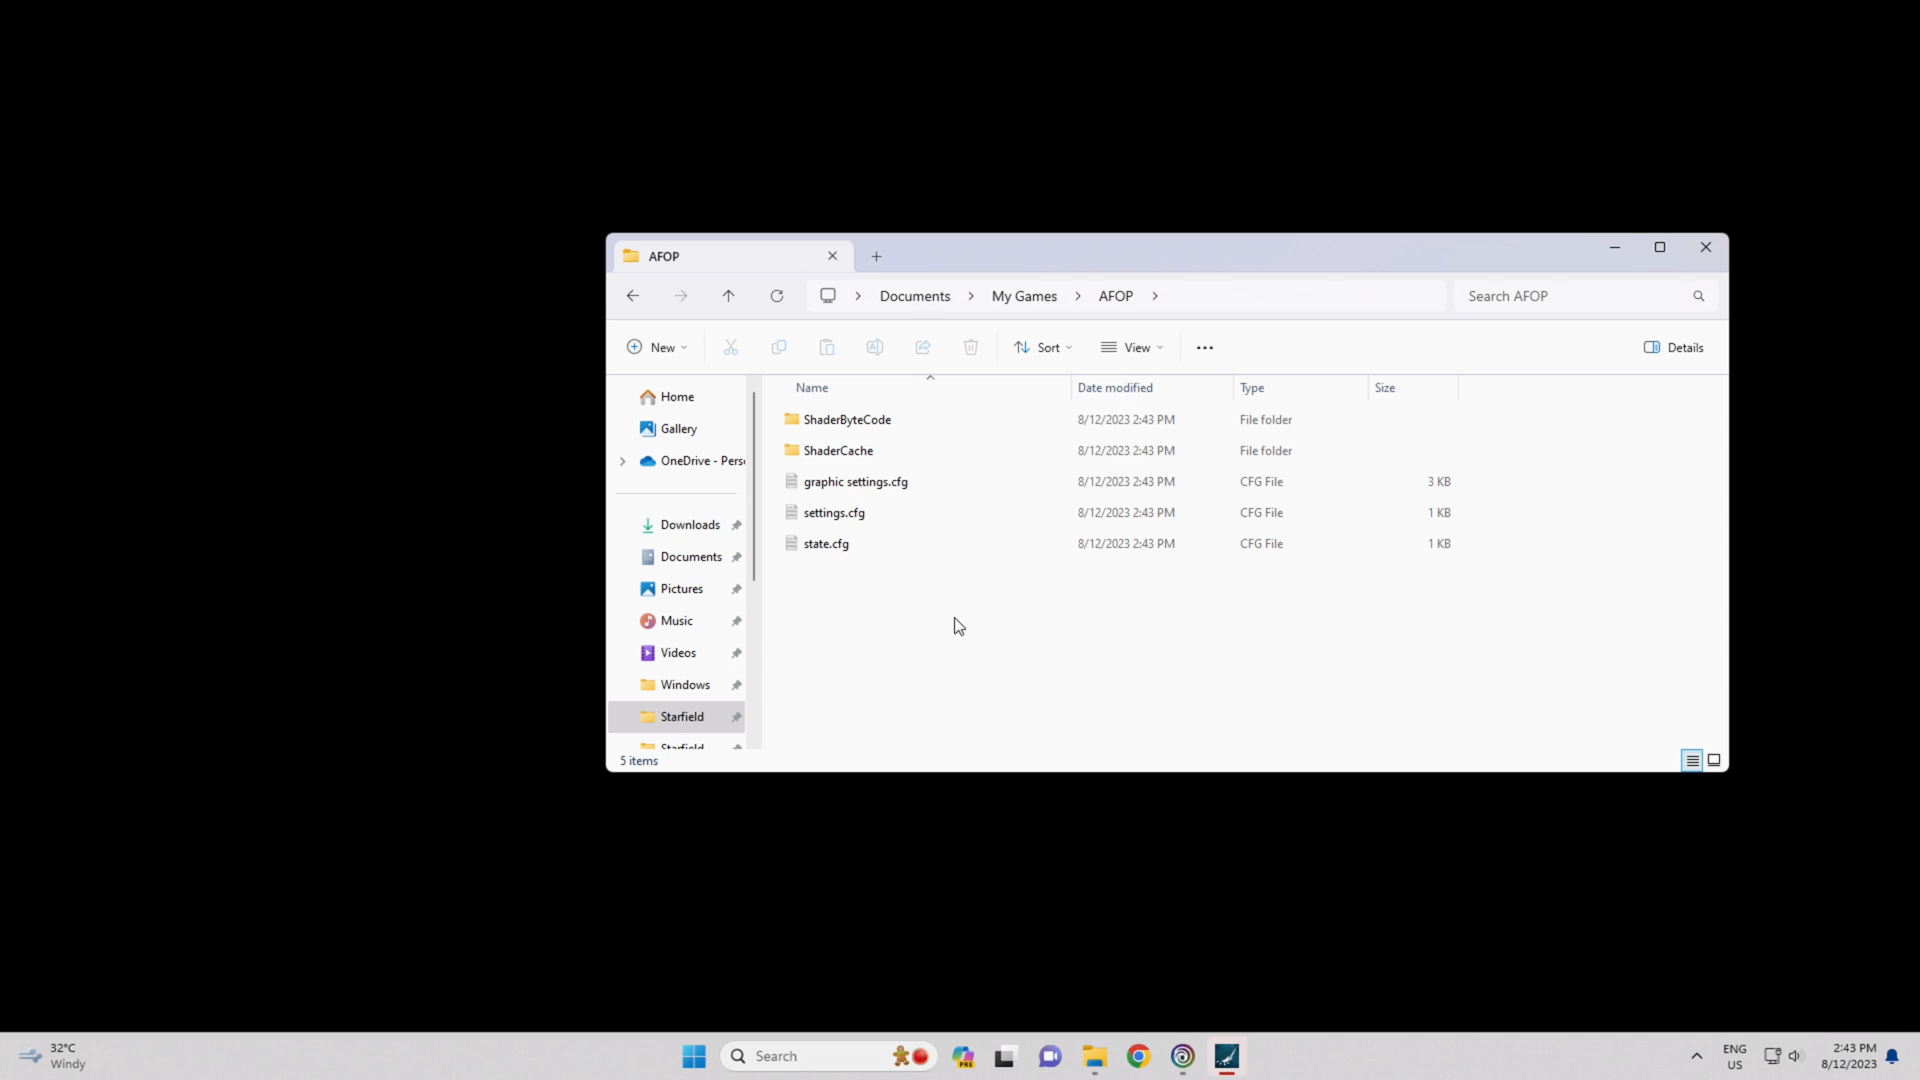 AFOP
Documents
My Games
AFOP
Search AFOP
New
Sort
View
Details
Name
Date modified
Type
Size
Home
Gallery
OneDrive - Pers
Downloads
Documents
Pictures
Music
Videos
Windows
Starfield
Starfield
ShaderByteCode 8/12/2023 2:43 PM File folder
ShaderCache 8/12/2023 2:43 PM File folder
graphic settings.cfg 8/12/2023 2:43 PM CFG File 3 KB
settings.cfg 8/12/2023 2:43 PM CFG File 1 KB
state.cfg 8/12/2023 2:43 PM CFG File 1 KB
5 items
32°C
Windy
Search
PRE
ENG
US
2:43 PM
8/12/2023